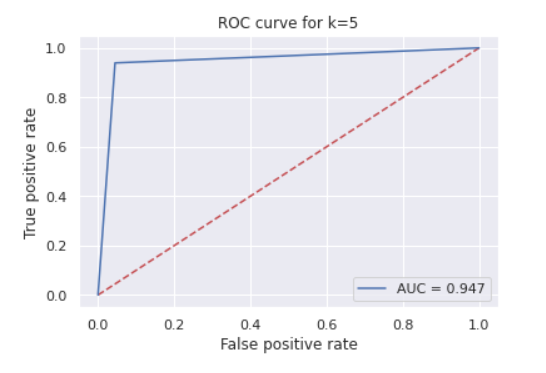 ROC curve for k=5
1.0
0.8
0.6
0.4
0.2
0.0
True positive rate
AUC = 0.947
0.0 0.2 0.4 0.6 0.8 1.0
False positive rate